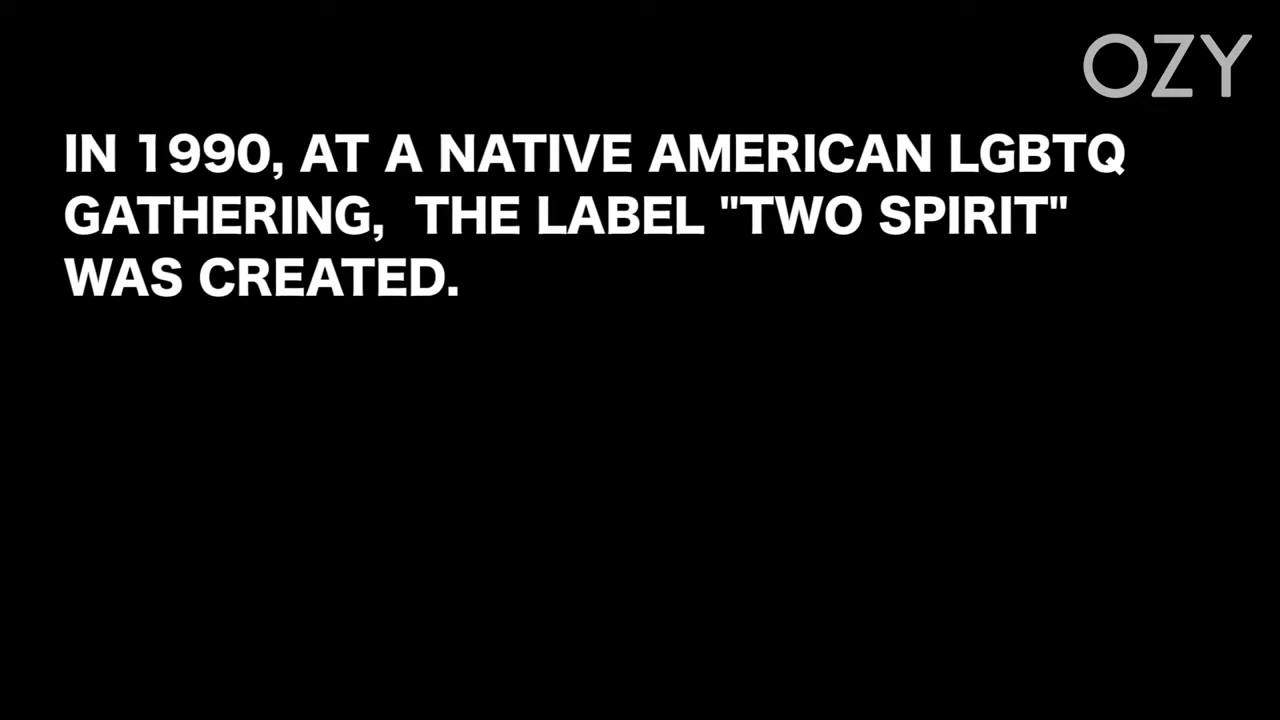 OZY
IN 1990, AT A NATIVE AMERICAN LGBTQ
GATHERING,  THE LABEL "TWO SPIRIT"
WAS CREATED.